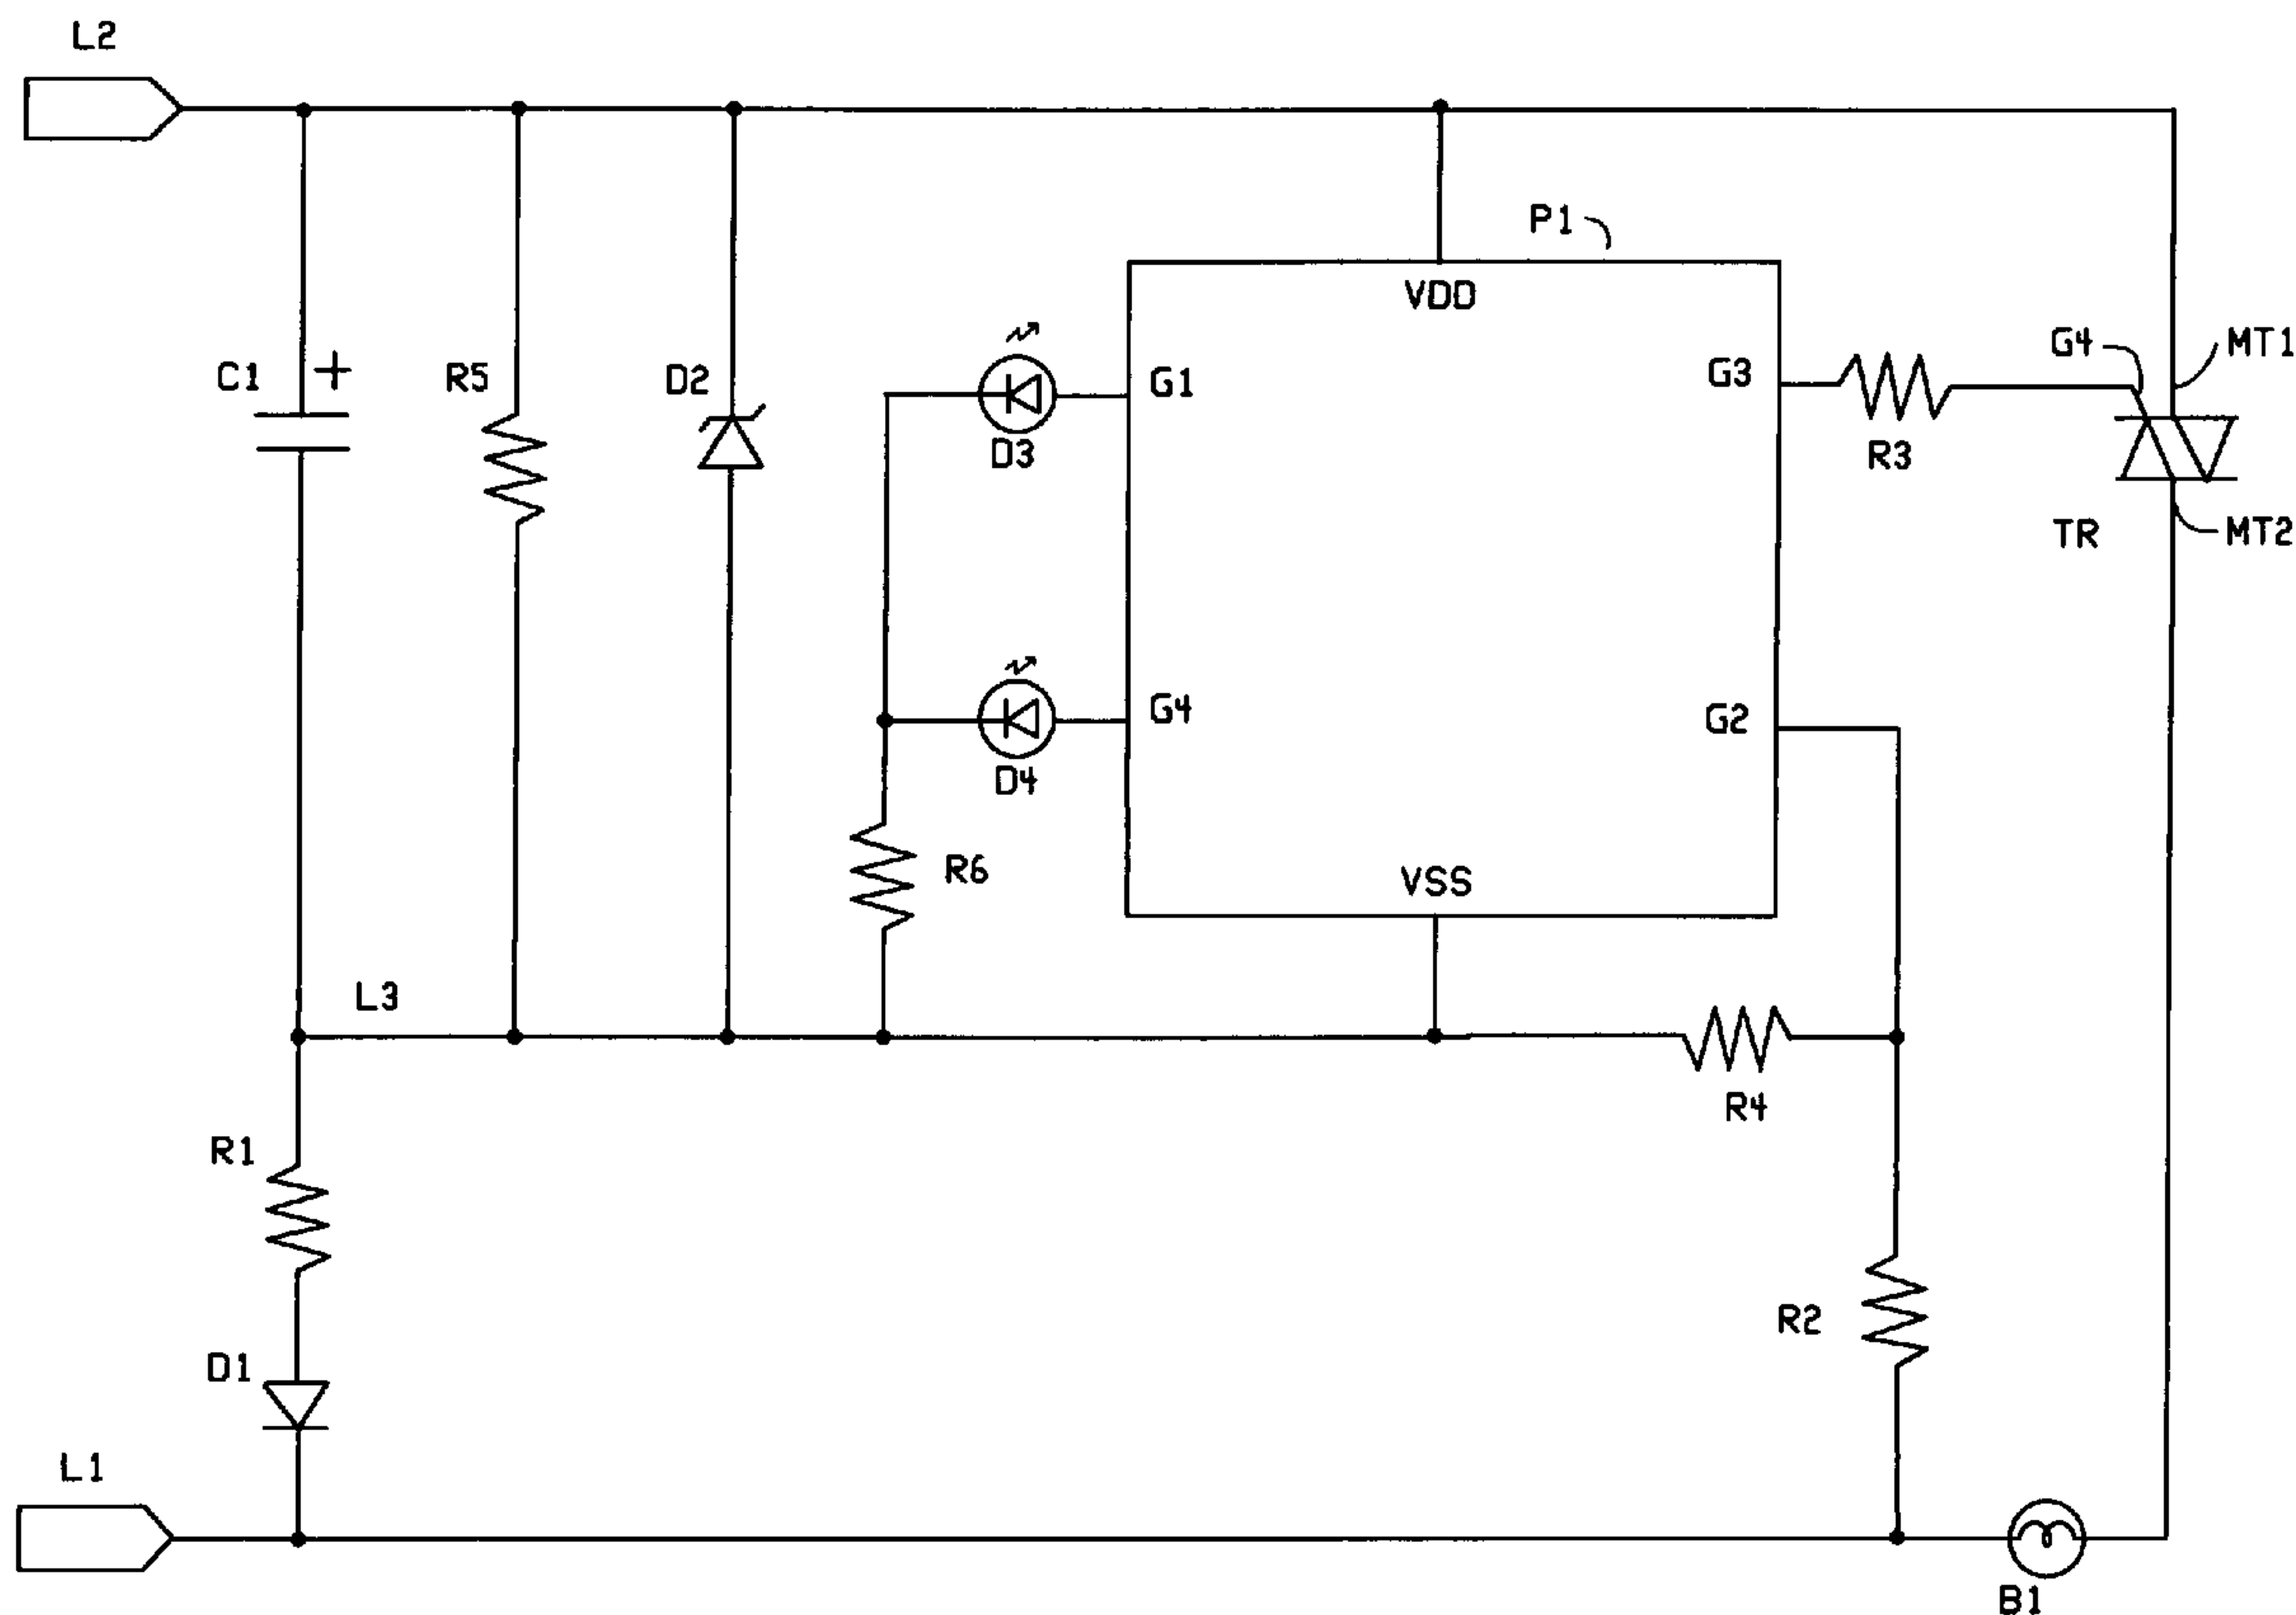 L2
P1
VDD
C1 +
R5
D2
G1
G3
G4
MT1
D3
R3
TR
MT2
G4
G2
D4
R6
VSS
L3
R4
R1
R2
D1
L1
B1